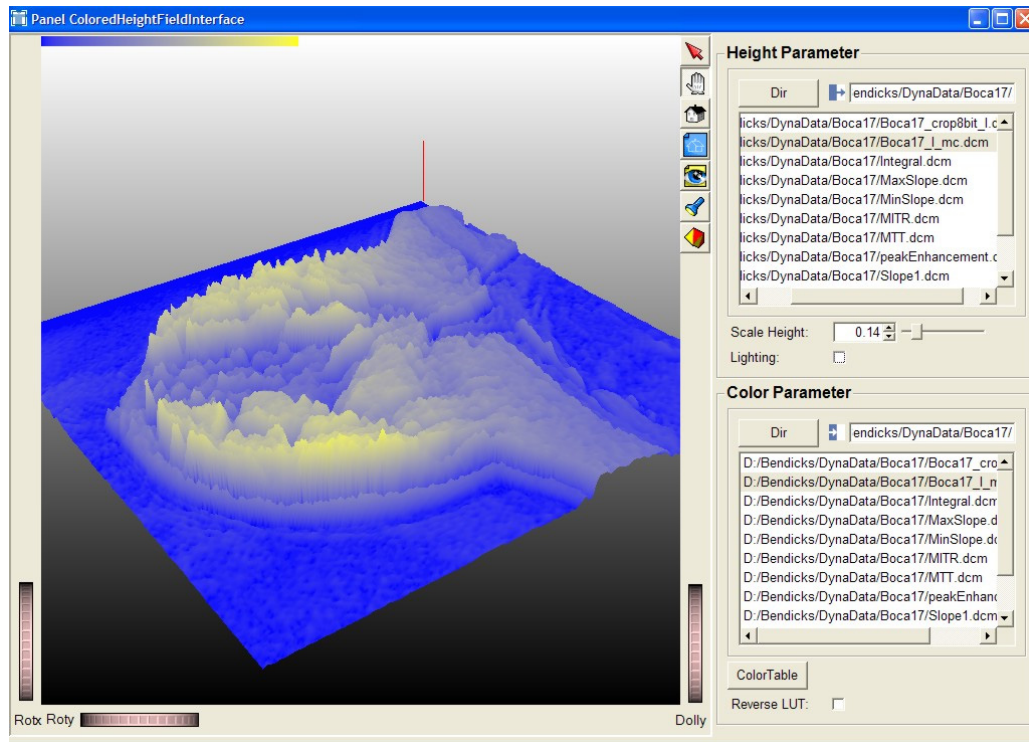 Panel ColoredHeightFieldInterface
Height Parameter
Dir
endicks/DynaData/Boca17/
licks/DynaData/Boca17/Boca17_crop8bit_l.c
licks/DynaData/Boca17/Boca17_l_mc.dcm
licks/DynaData/Boca17/Integral.dcm
licks/DynaData/Boca17/MaxSlope.dcm
licks/DynaData/Boca17/MinSlope.dcm
licks/DynaData/Boca17/MITR.dcm
licks/DynaData/Boca17/MTT.dcm
licks/DynaData/Boca17/peakEnhancement.c
licks/DynaData/Boca17/Slope1.dcm
Scale Height: 0.14
Lighting:
Color Parameter
Dir
endicks/DynaData/Boca17/
D:/Bendicks/DynaData/Boca17/Boca17_cro
D:/Bendicks/DynaData/Boca17/Boca17_l_m
D:/Bendicks/DynaData/Boca17/Integral.dcm
D:/Bendicks/DynaData/Boca17/MaxSlope.d
D:/Bendicks/DynaData/Boca17/MinSlope.dc
D:/Bendicks/DynaData/Boca17/MITR.dcm
D:/Bendicks/DynaData/Boca17/MTT.dcm
D:/Bendicks/DynaData/Boca17/peakEnhanc
D:/Bendicks/DynaData/Boca17/Slope1.dcm
ColorTable
Reverse LUT:
Rotx Roty
Dolly